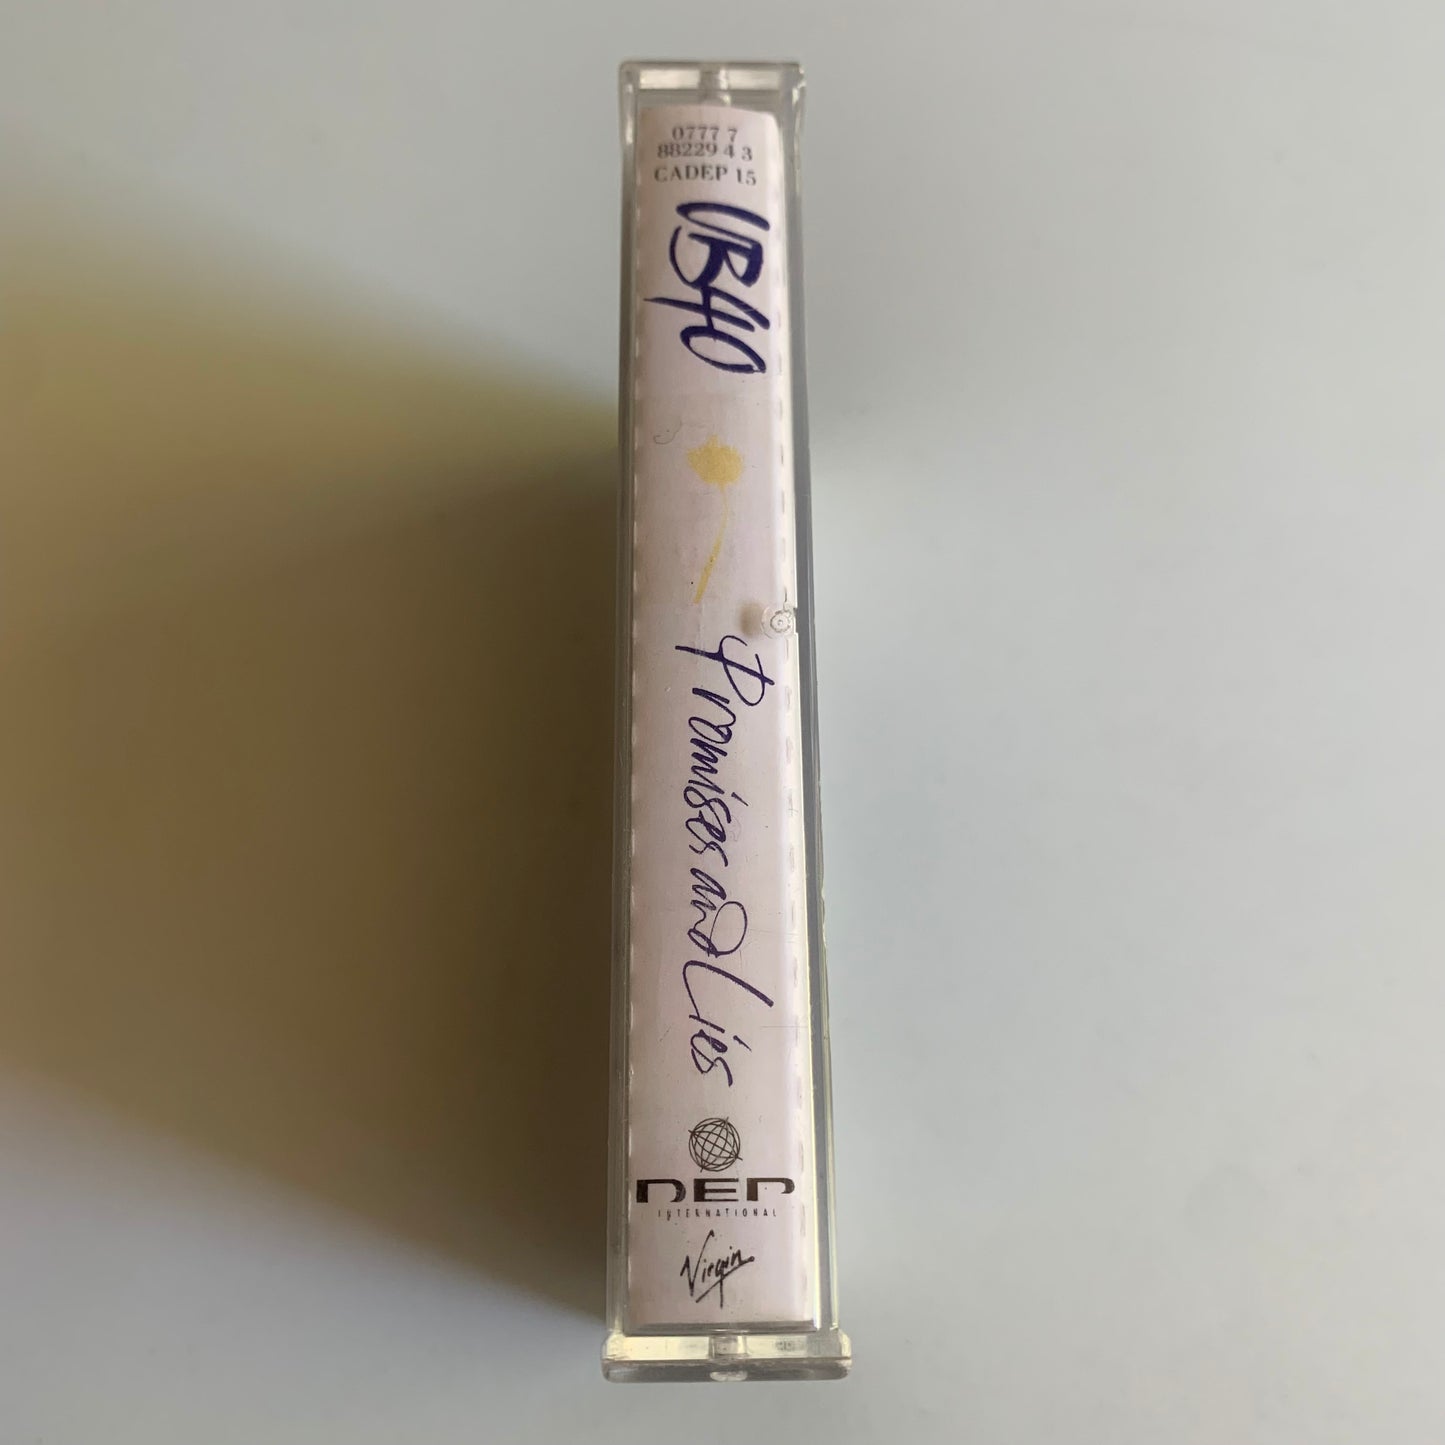 0777 7
88229 4 3
CADEP 15
UB40
Promises and Lies
DEP
INTERNATIONAL
Virgin